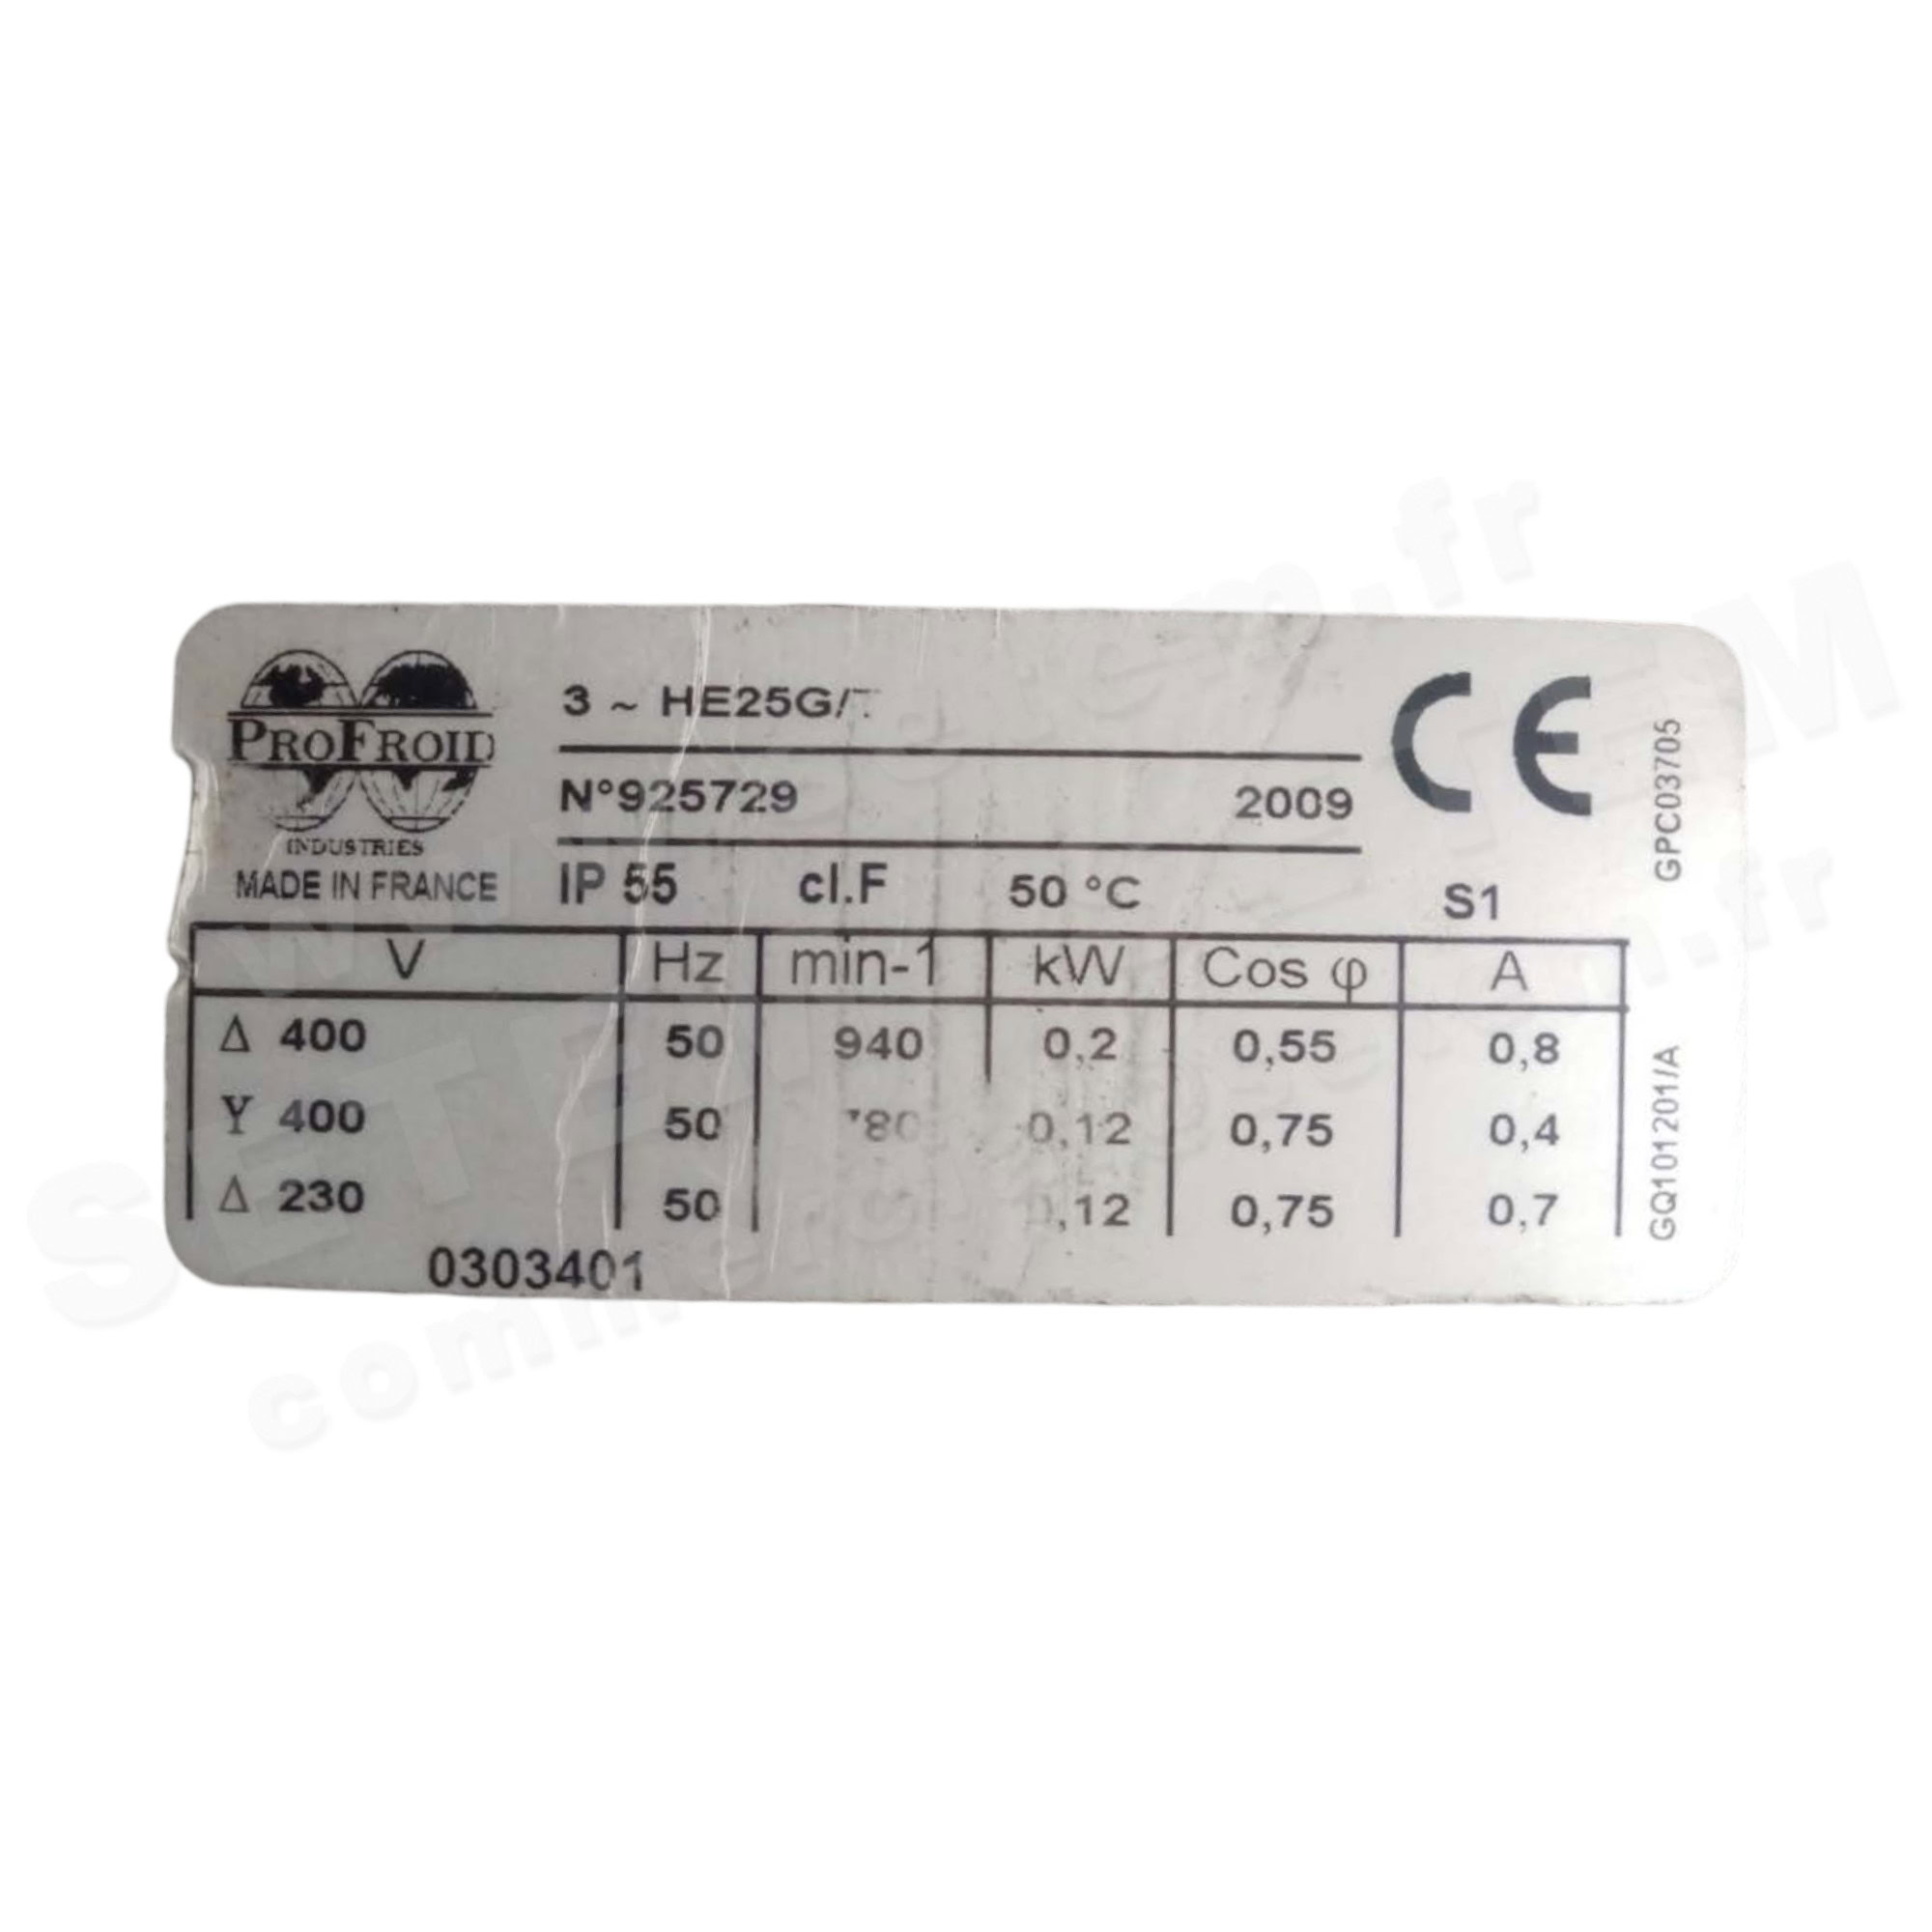 PROFROID
INDUSTRIES
MADE IN FRANCE
3 ~ HE25G/T
N°925729 2009
CE
IP 55 cl.F 50 °C S1
GPC03705
V Hz min-1 kW Cos φ A
Δ 400 50 940 0,2 0,55 0,8
Y 400 50 0,12 0,75 0,4
Δ 230 50 0,75 0,7
0303401
GQ101201/A
SETEM